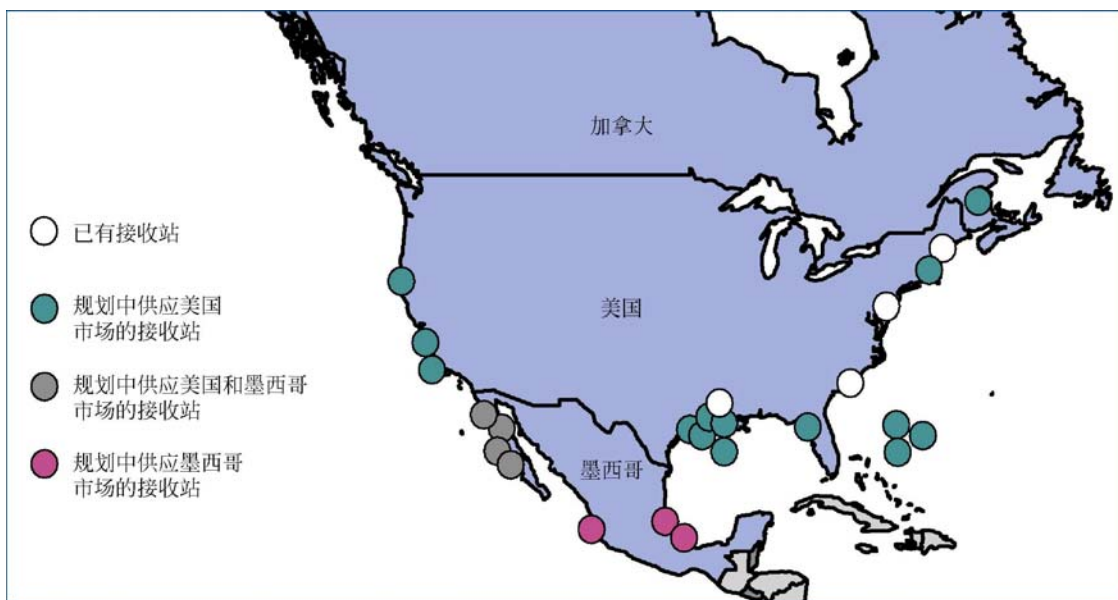 加拿大
美国
墨西哥
已有接收站
规划中供应美国
市场的接收站
规划中供应美国和墨西哥
市场的接收站
规划中供应墨西哥
市场的接收站